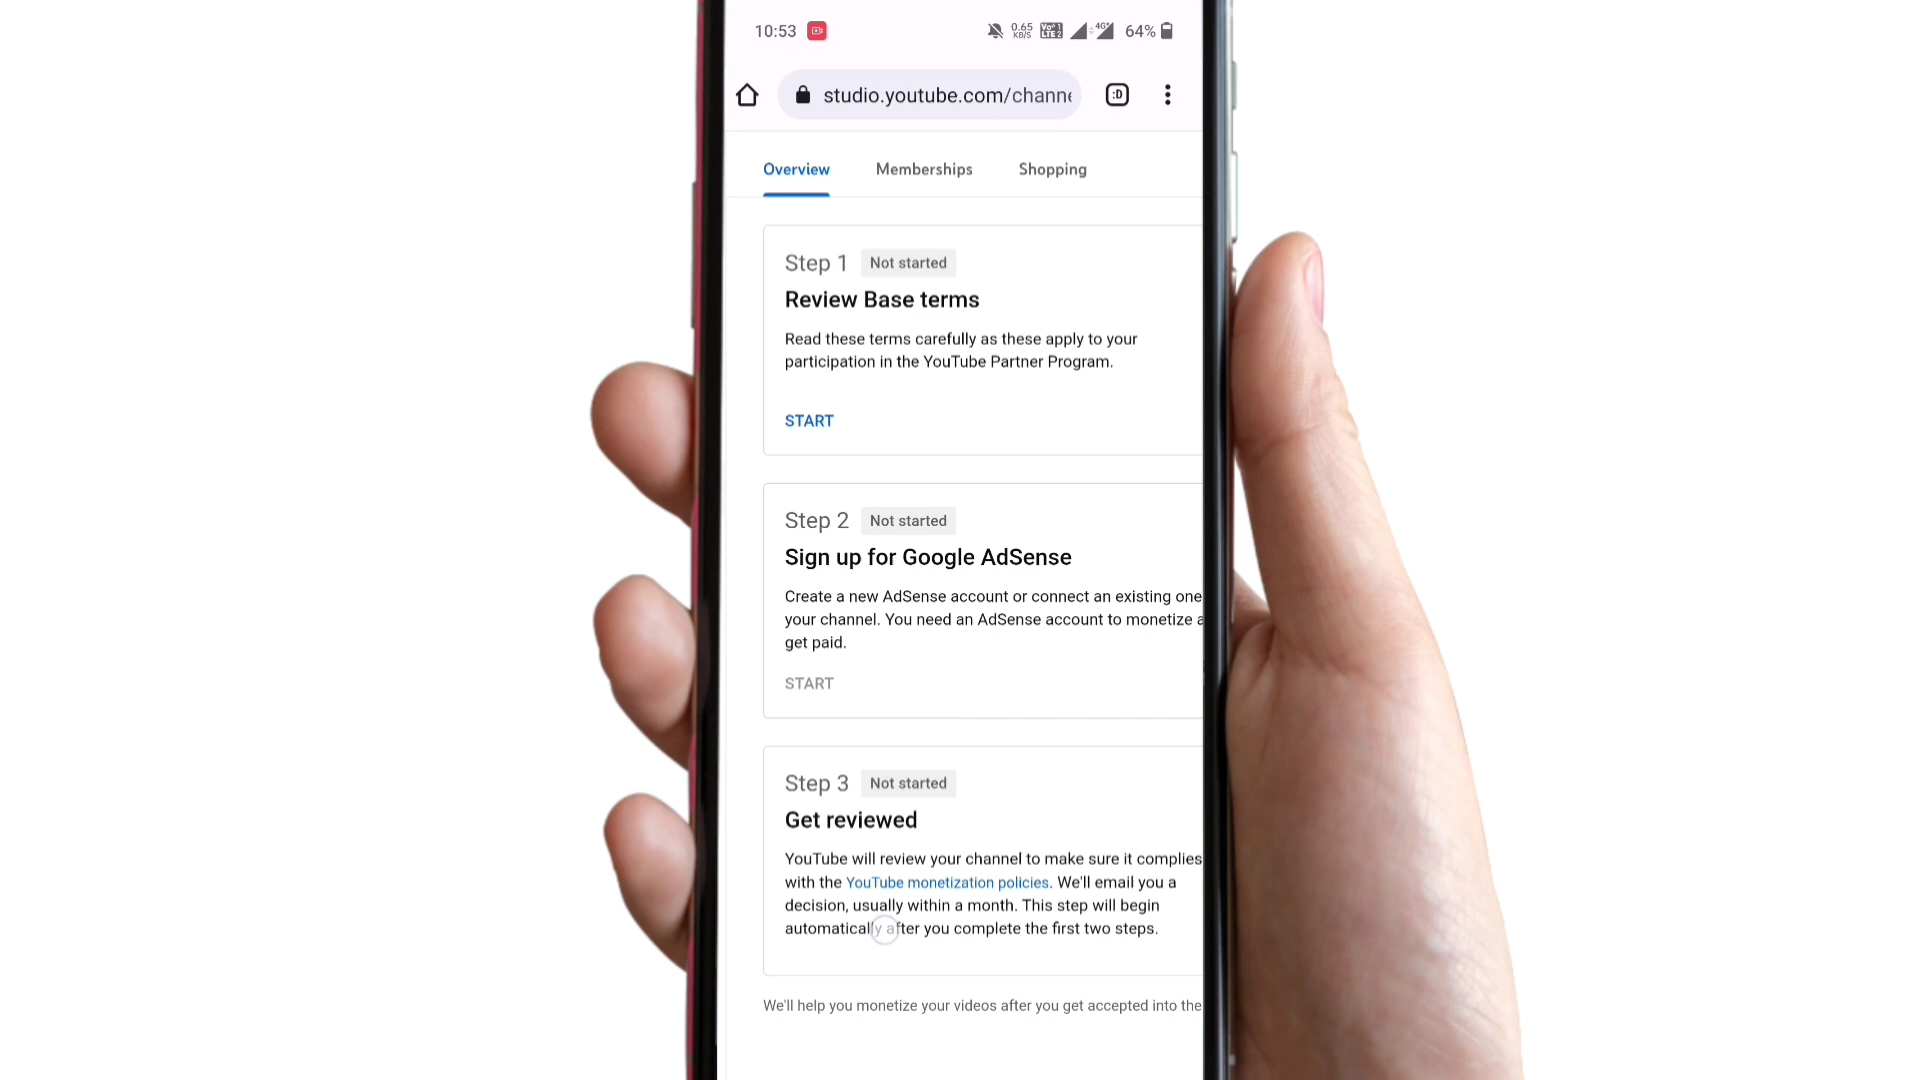 10:53
0.65
KB/S
4G+
64%
studio.youtube.com/channe
:D
Overview
Memberships
Shopping
Step 1
Not started
Review Base terms
Read these terms carefully as these apply to your
participation in the YouTube Partner Program.
START
Step 2
Not started
Sign up for Google AdSense
Create a new AdSense account or connect an existing one
your channel. You need an AdSense account to monetize a
get paid.
START
Step 3
Not started
Get reviewed
YouTube will review your channel to make sure it complies
with the YouTube monetization policies. We'll email you a
decision, usually within a month. This step will begin
automatically after you complete the first two steps.
We'll help you monetize your videos after you get accepted into the